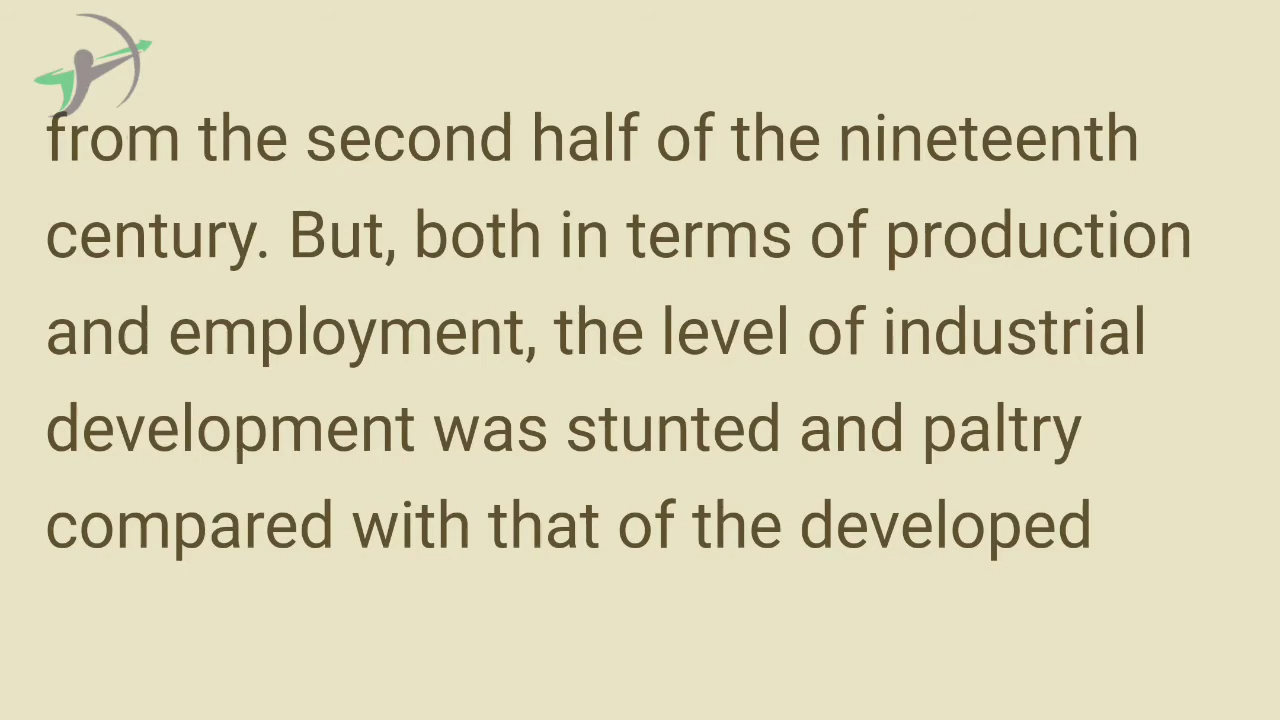 from the second half of the nineteenth
century. But, both in terms of production
and employment, the level of industrial
development was stunted and paltry
compared with that of the developed